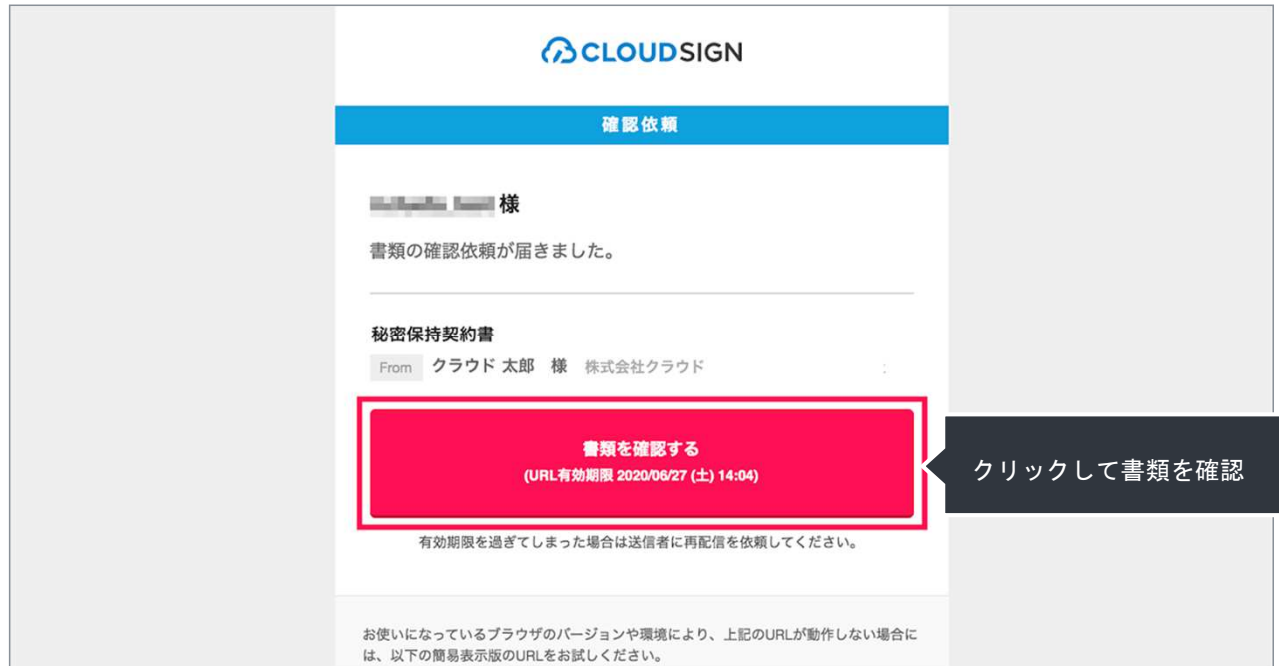 CLOUDSIGN
確認依頼
様
書類の確認依頼が届きました。
秘密保持契約書
From クラウド 太郎 様 株式会社クラウド
書類を確認する
(URL有効期限 2020/06/27 (土) 14:04)
クリックして書類を確認
有効期限を過ぎてしまった場合は送信者に再配信を依頼してください。
お使いになっているブラウザのバージョンや環境により、上記のURLが動作しない場合に
は、以下の簡易表示版のURLをお試しください。